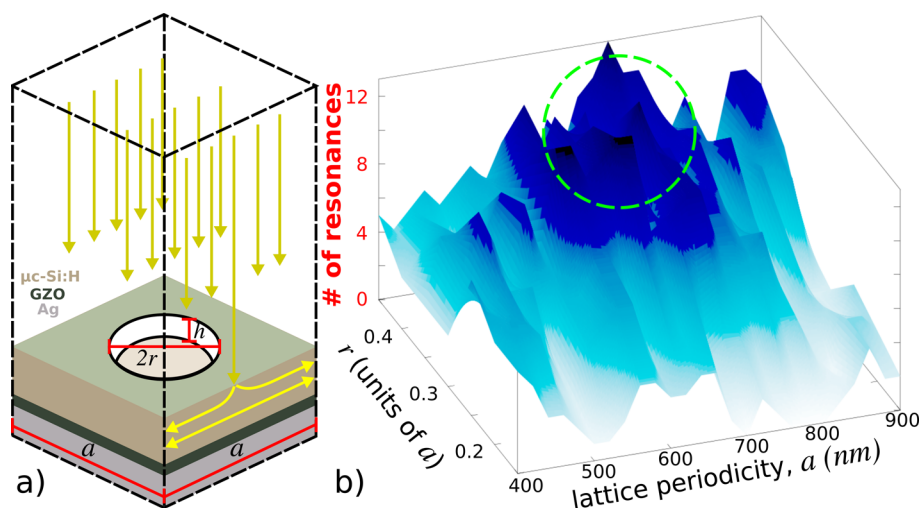 a)
μc-Si:H
GZO
Ag
h
2r
a
a
b)
# of resonances
12
8
4
0
0.4
0.3
0.2
r (units of a)
400
500
600
700
800
900
lattice periodicity, a (nm)